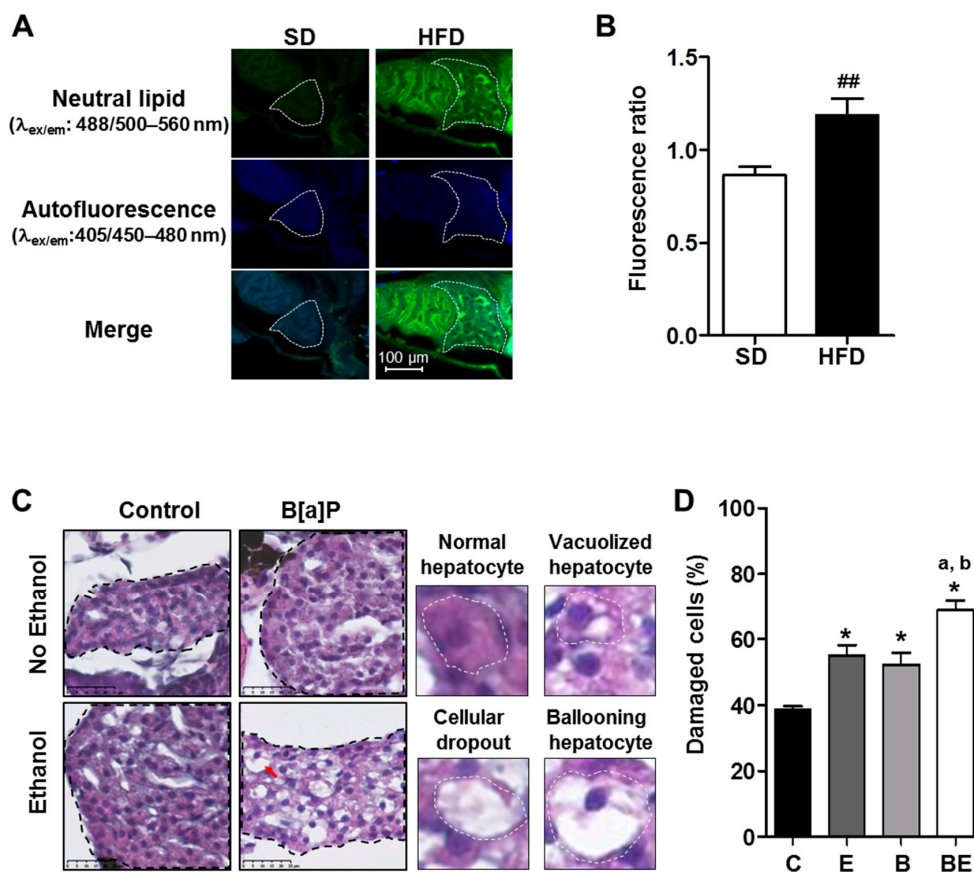 A
SD
HFD
Neutral lipid
(λex/em: 488/500–560 nm)
Autofluorescence
(λex/em:405/450–480 nm)
Merge
100 μm
B
Fluorescence ratio
1.5
1.0
0.5
0.0
##
SD
HFD
C
Control
B[a]P
No Ethanol
Ethanol
Normal
hepatocyte
Vacuolized
hepatocyte
Cellular
dropout
Ballooning
hepatocyte
D
Damaged cells (%)
100
80
60
40
20
0
*
*
a, b
*
C
E
B
BE